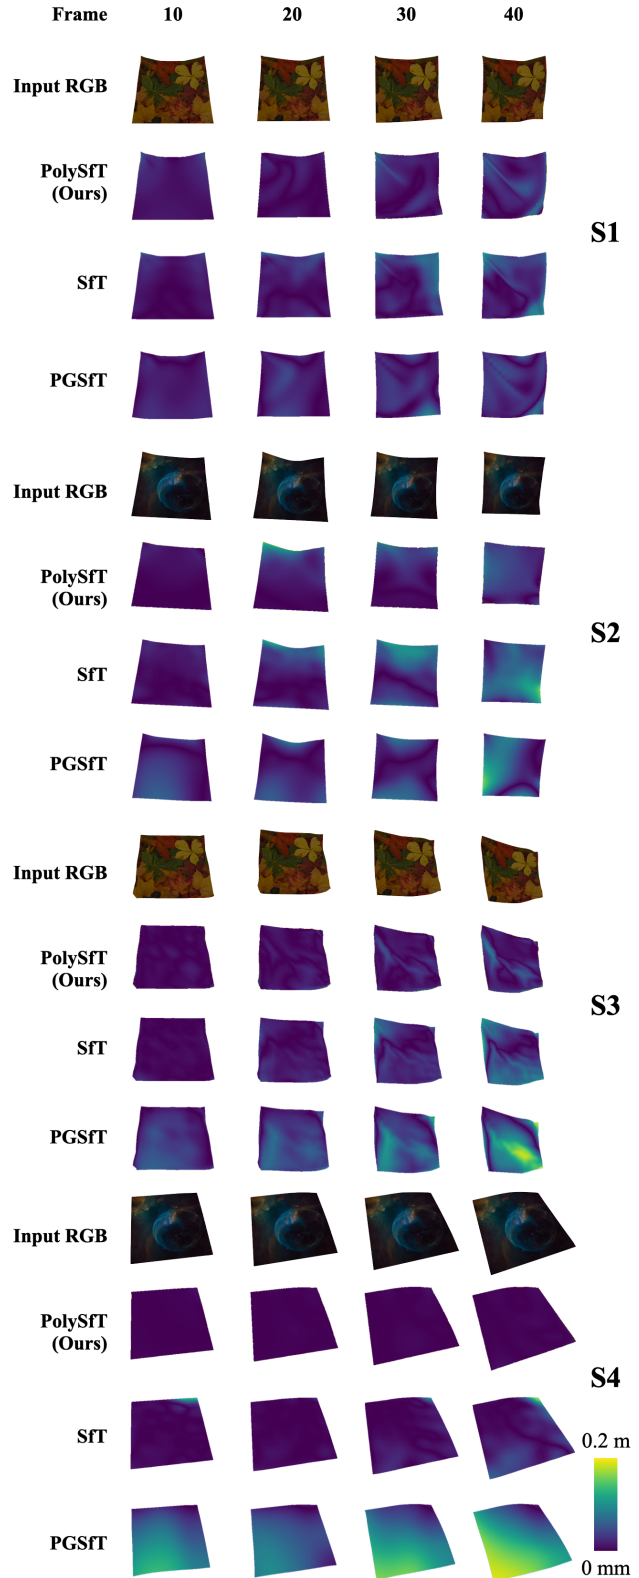 Frame 10 20 30 40
Input RGB
PolySfT
(Ours)
S1
SfT
PGSfT
Input RGB
PolySfT
(Ours)
S2
SfT
PGSfT
Input RGB
PolySfT
(Ours)
S3
SfT
PGSfT
Input RGB
PolySfT
(Ours)
S4
SfT
0.2 m
PGSfT
0 mm